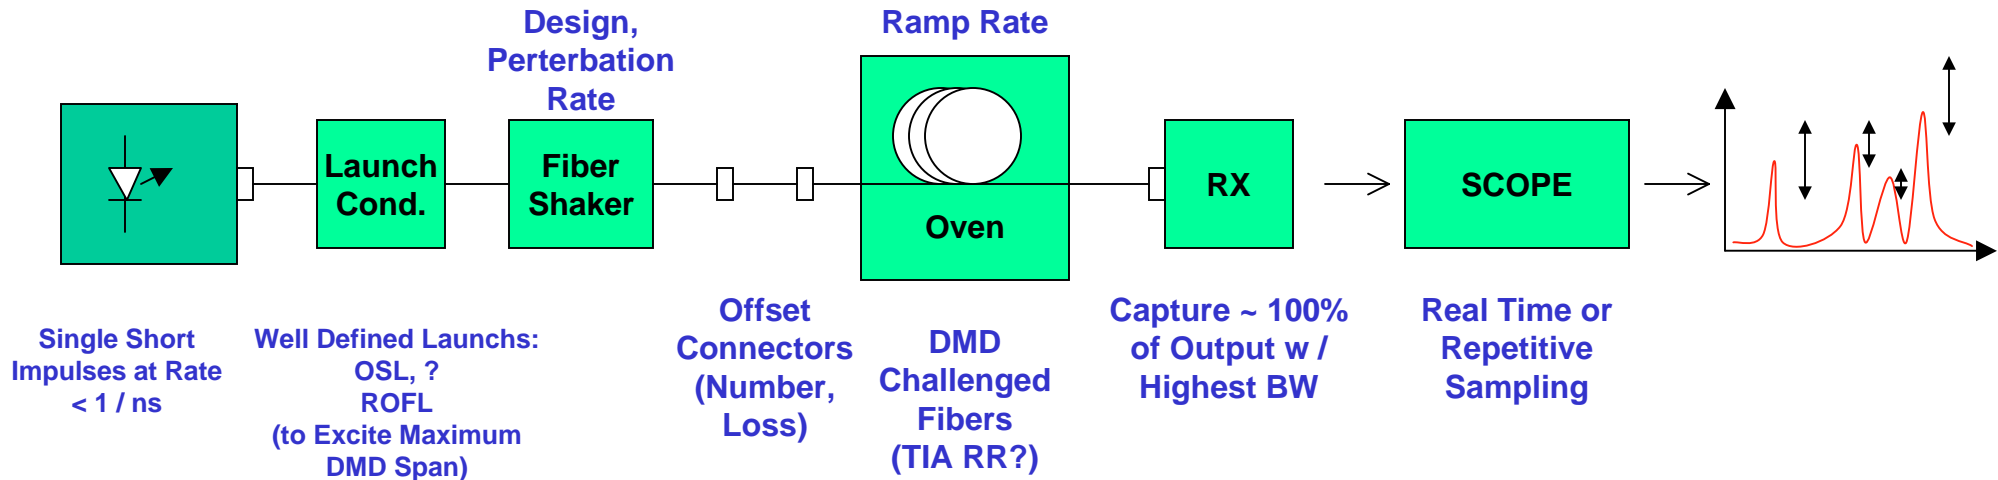 Design,
Perterbation
Rate
Ramp Rate
Launch
Cond.
Fiber
Shaker
Oven
RX
SCOPE
Single Short
Impulses at Rate
< 1 / ns
Well Defined Launchs:
OSL, ?
ROFL
(to Excite Maximum
DMD Span)
Offset
Connectors
(Number,
Loss)
DMD
Challenged
Fibers
(TIA RR?)
Capture ~ 100%
of Output w /
Highest BW
Real Time or
Repetitive
Sampling